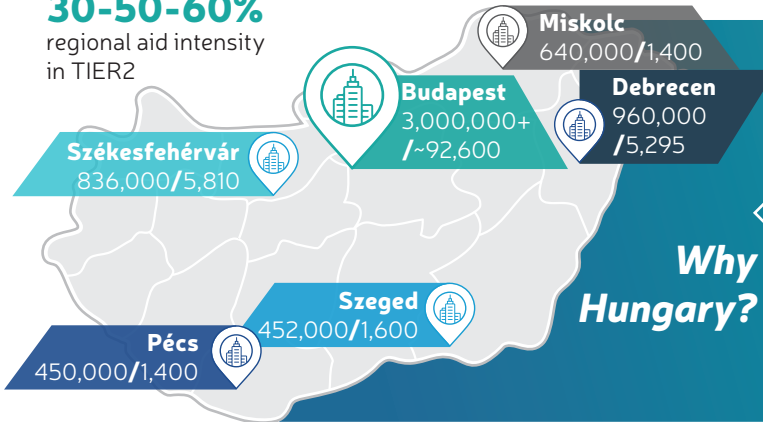 30-50-60%
regional aid intensity
in TIER2
Miskolc
640,000/1,400
Budapest
3,000,000+
/~92,600
Debrecen
960,000
/5,295
Székesfehérvár
836,000/5,810
Why
Hungary?
Szeged
452,000/1,600
Pécs
450,000/1,400